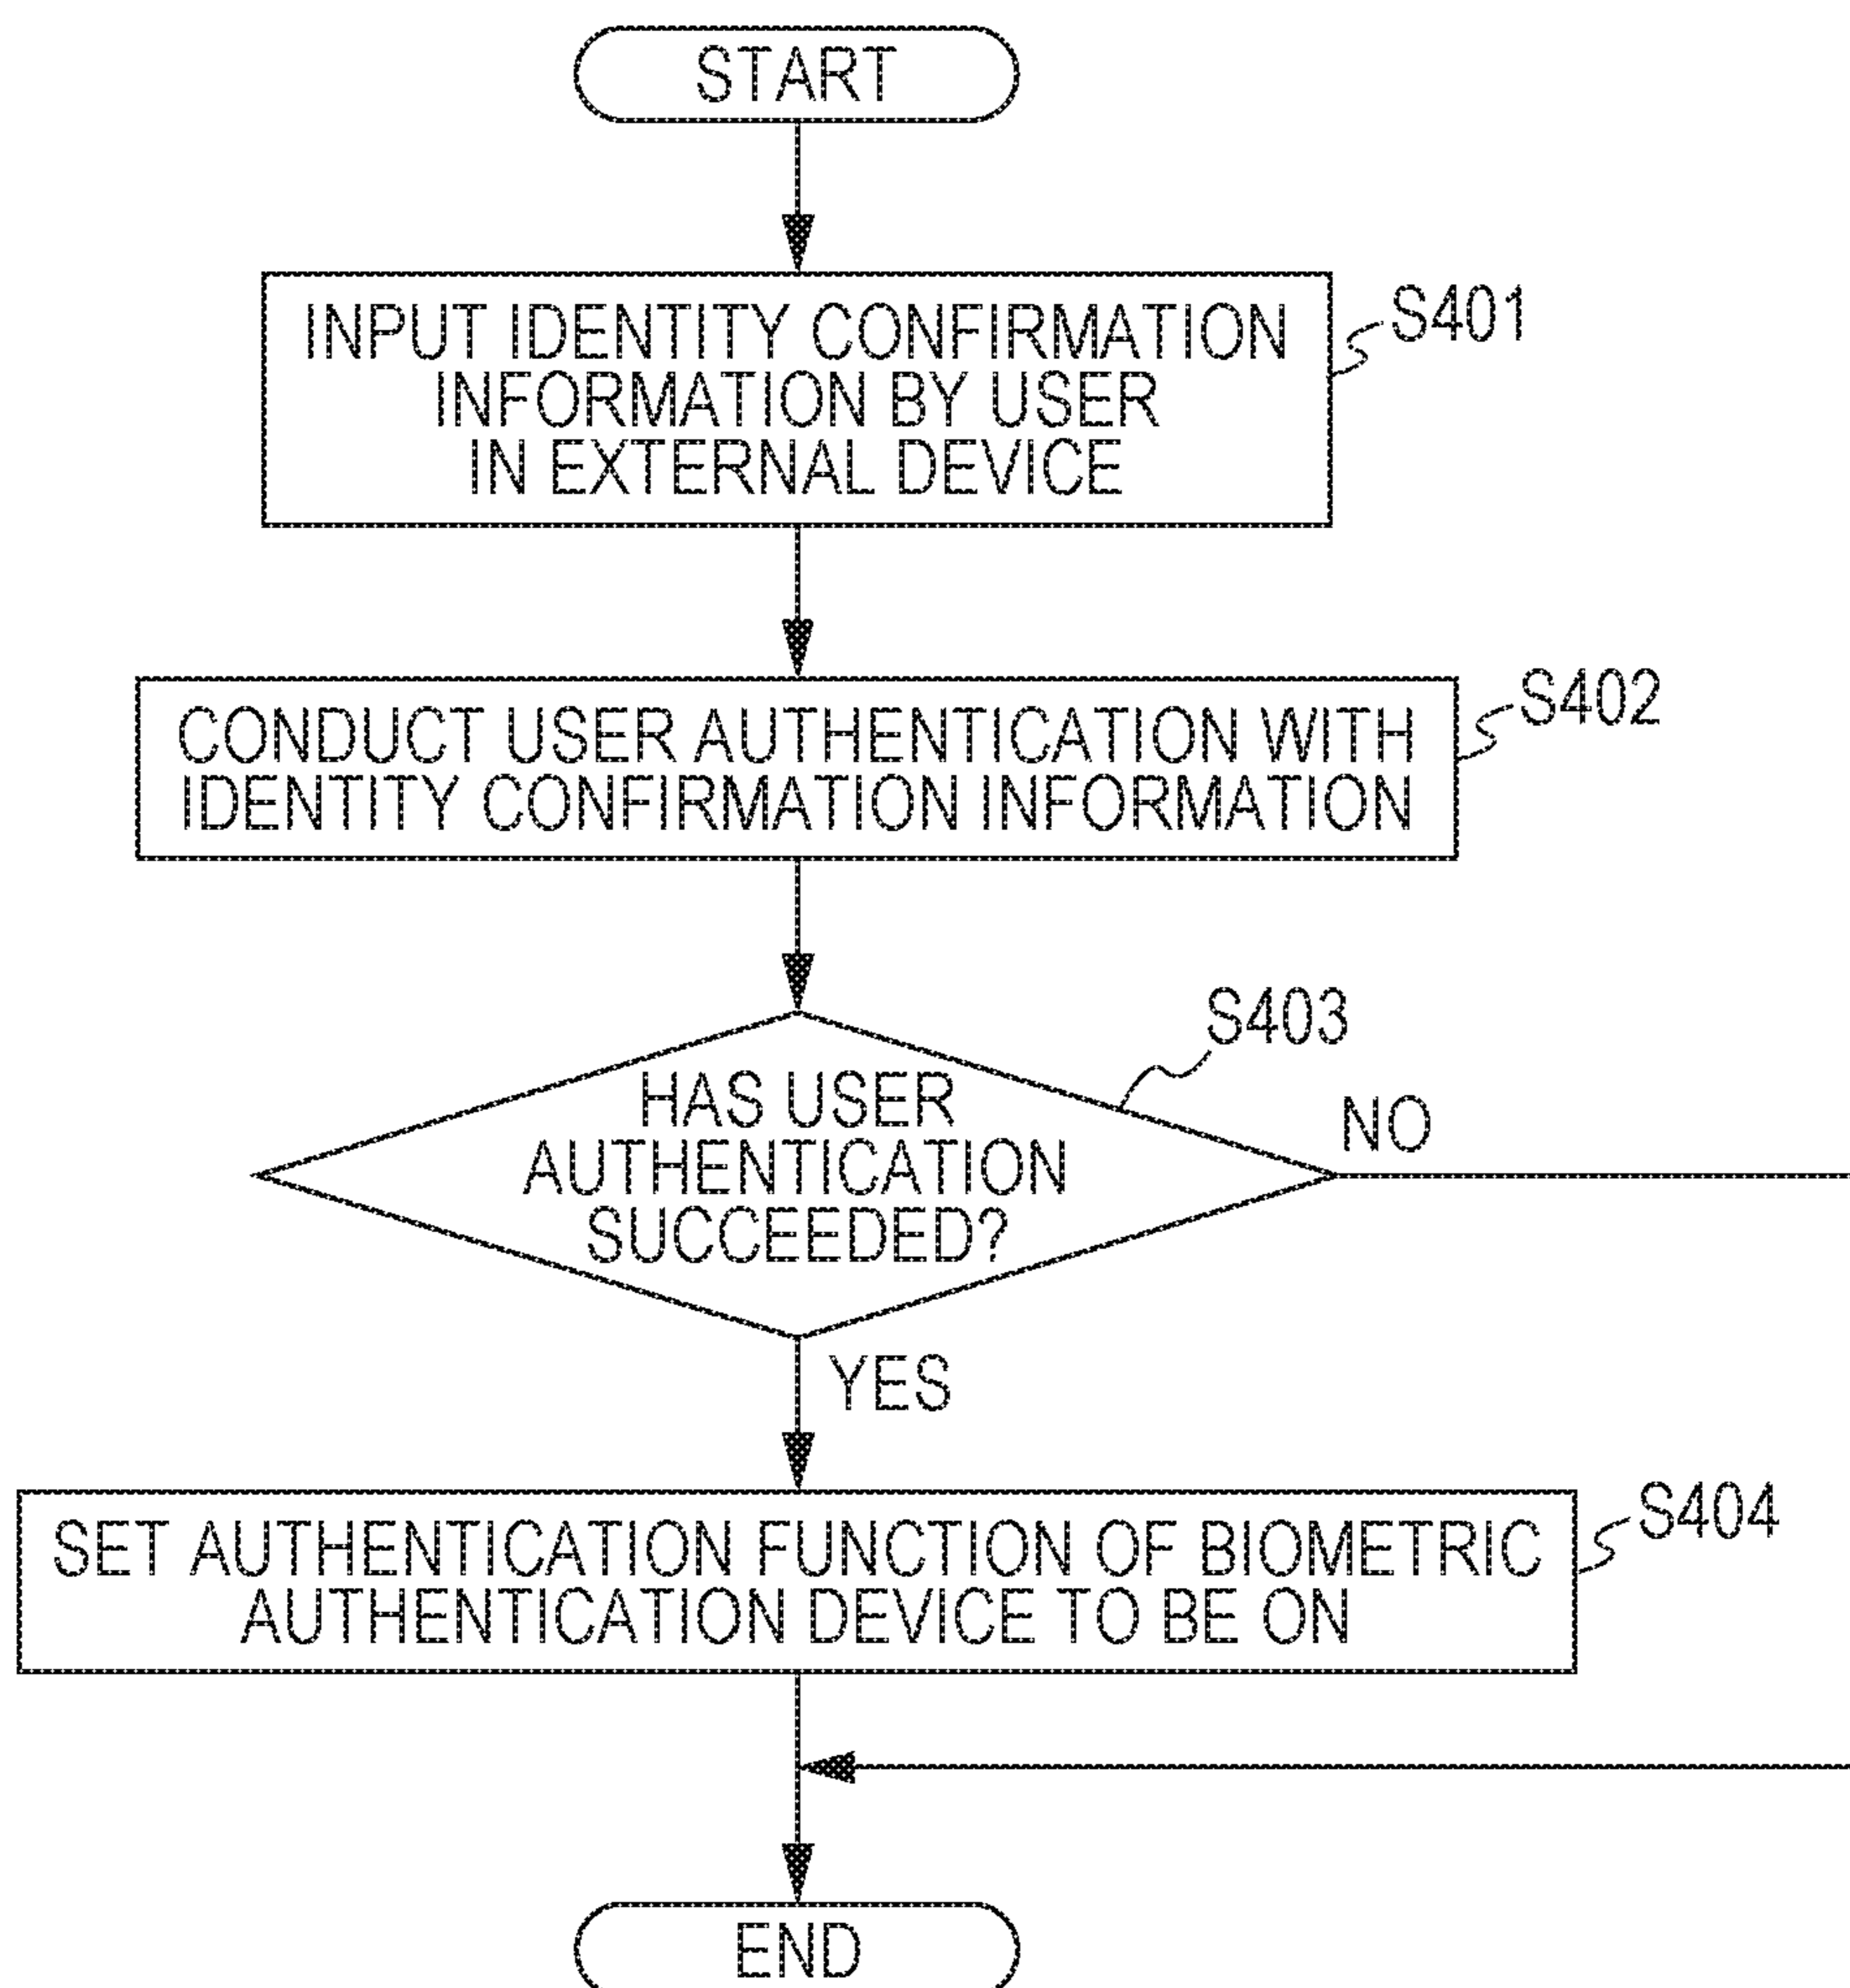 START
INPUT IDENTITY CONFIRMATION
INFORMATION BY USER
IN EXTERNAL DEVICE
S401
CONDUCT USER AUTHENTICATION WITH
IDENTITY CONFIRMATION INFORMATION
S402
HAS USER
AUTHENTICATION
SUCCEEDED?
S403
NO
YES
SET AUTHENTICATION FUNCTION OF BIOMETRIC
AUTHENTICATION DEVICE TO BE ON
S404
END